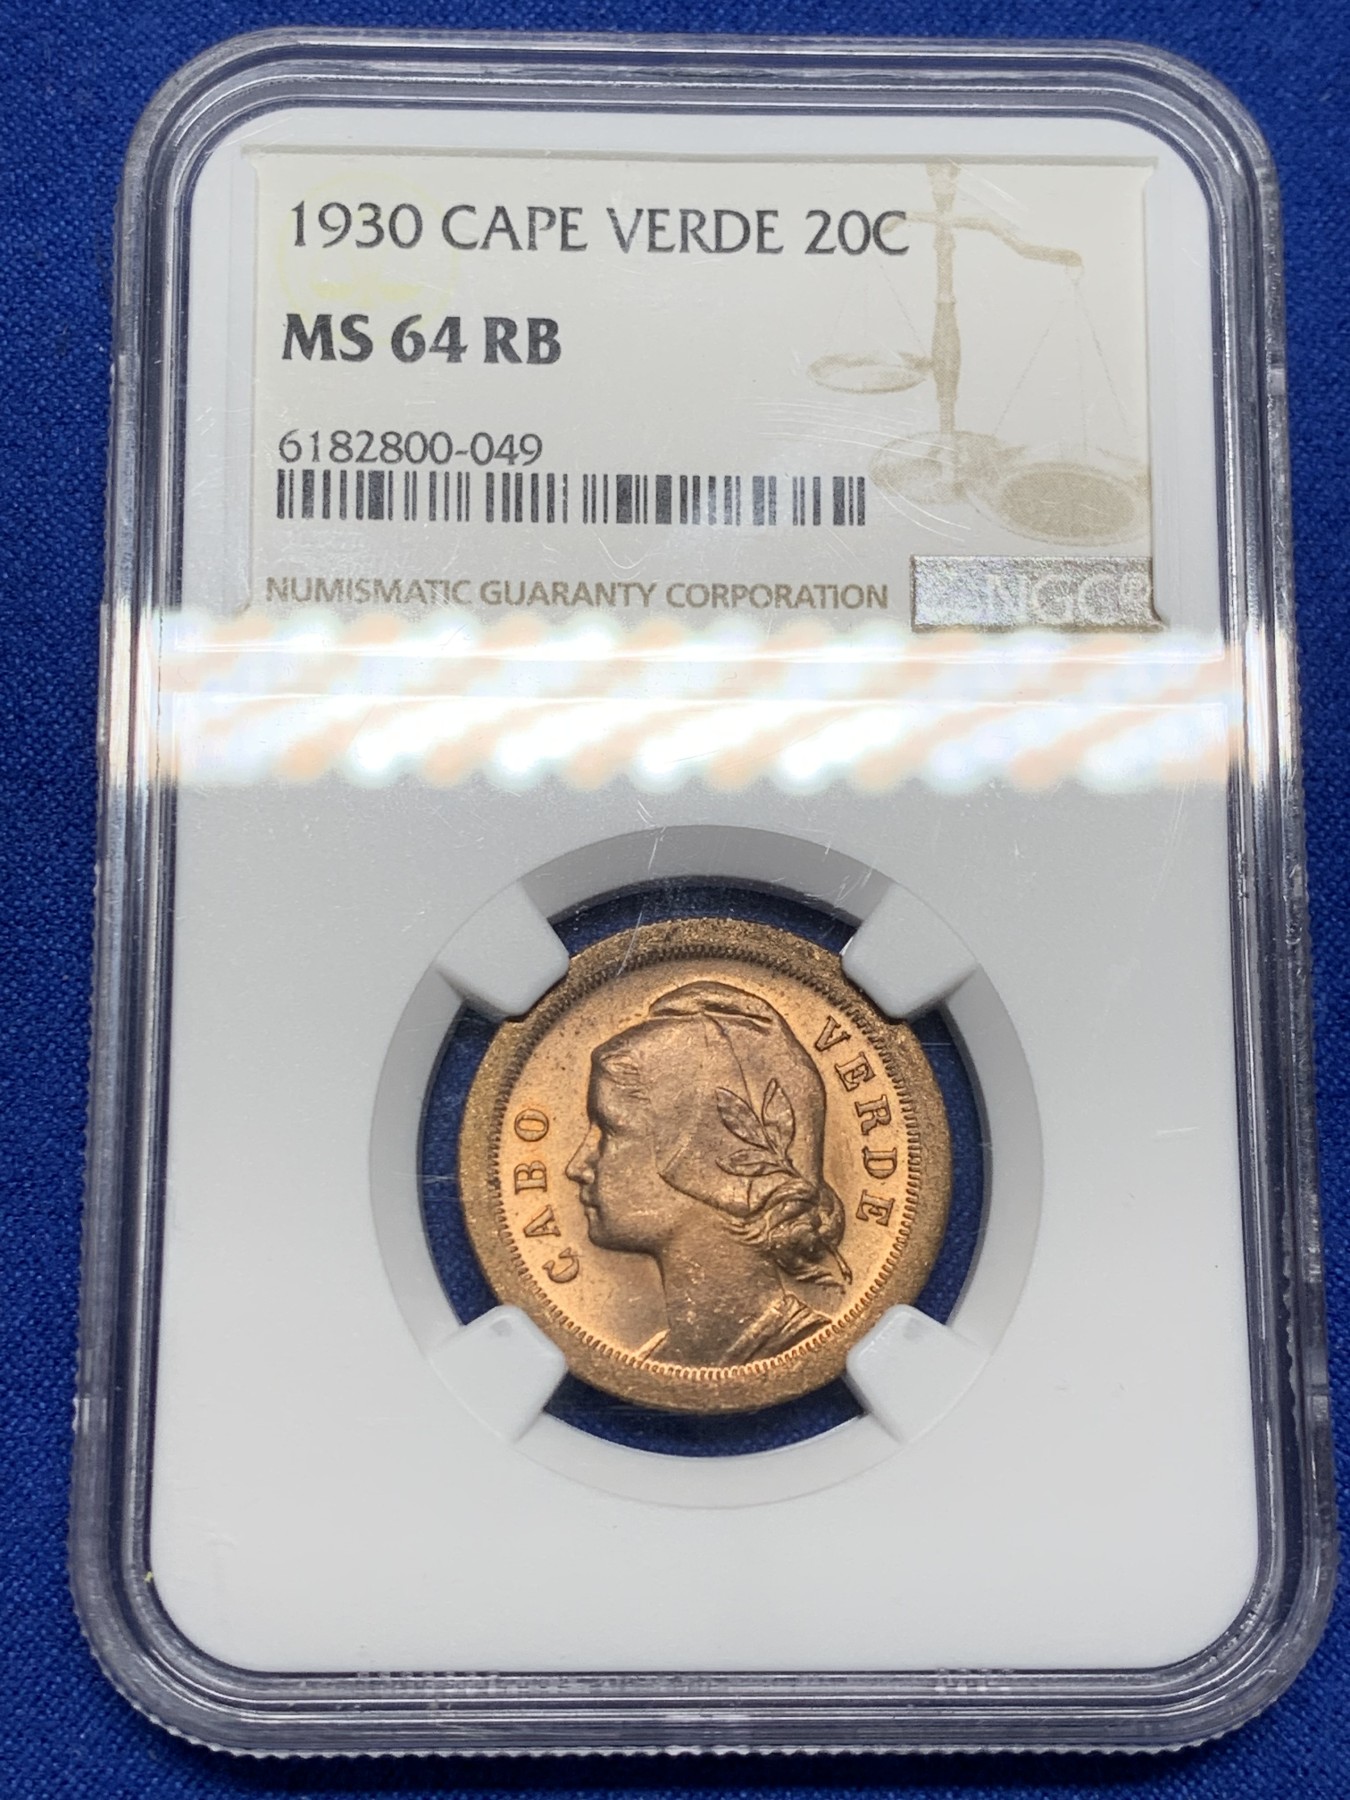 1930 CAPE VERDE 20C
MS 64 RB
6182800-049
NUMISMATIC GUARANTY CORPORATION
NGC®
CABO VERDE